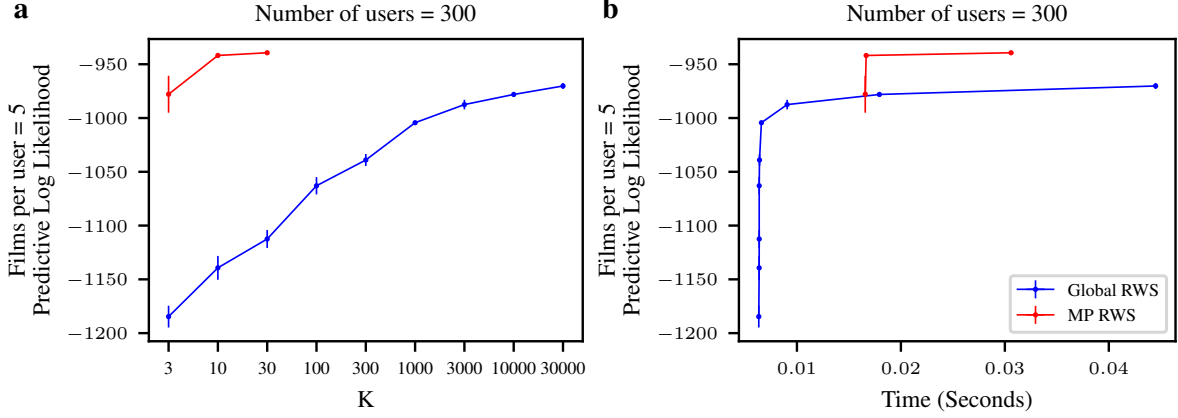 a
Number of users = 300
Films per user = 5
Predictive Log Likelihood
−950
−1000
−1050
−1100
−1150
−1200
3 10 30 100 300 1000 3000 10000 30000
K
b
Number of users = 300
Films per user = 5
Predictive Log Likelihood
−950
−1000
−1050
−1100
−1150
−1200
0.01 0.02 0.03 0.04
Time (Seconds)
Global RWS
MP RWS